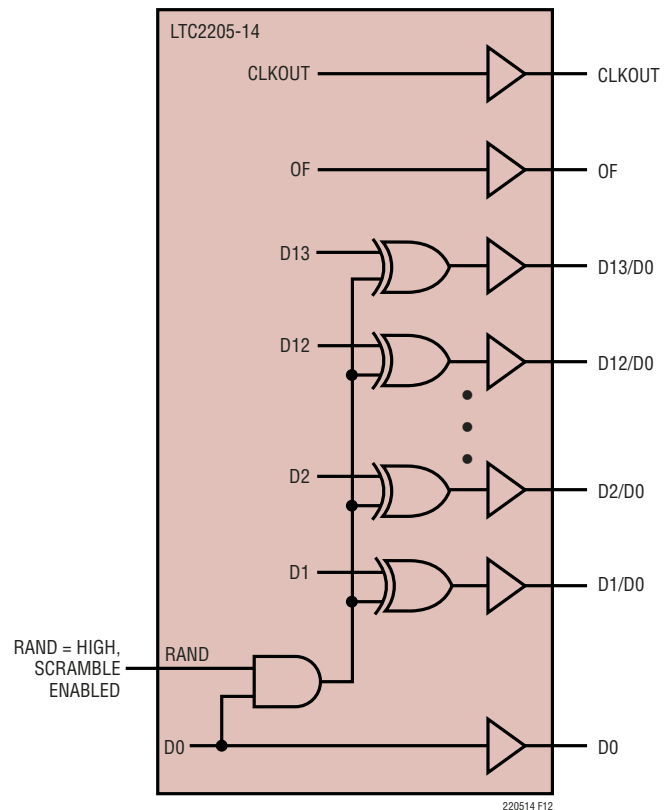 LTC2205-14
CLKOUT
CLKOUT
OF
OF
D13
D13/D0
D12
D12/D0
D2
D2/D0
D1
D1/D0
RAND = HIGH,
SCRAMBLE
ENABLED
RAND
D0
D0
220514 F12